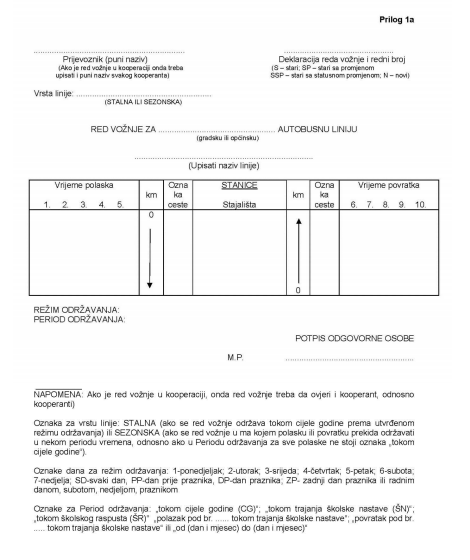 Prilog 1a
................................................ ....................................
Prijevoznik (puni naziv) Deklaracija reda vožnje i redni broj
(Ako je red vožnje u kooperaciji onda treba (S – stari; SP – stari sa promjenom
upisati i puni naziv svakog kooperanta) SSP – stari sa statusnom promjenom; N – novi)
Vrsta linije: ............................................
(STALNA ILI SEZONSKA)
RED VOŽNJE ZA ...................................... AUTOBUSNU LINIJU
(gradsku ili općinsku)
..........................................................
(Upisati naziv linije)
Vrijeme polaska km Ozna STANICE km Ozna Vrijeme povratka
ka ka
1. 2. 3. 4. 5. ceste Stajališta ceste 6. 7. 8. 9. 10.
0
0
REŽIM ODRŽAVANJA:
PERIOD ODRŽAVANJA:
POTPIS ODGOVORNE OSOBE
M.P. ..........................................
NAPOMENA: Ako je red vožnje u kooperaciji, onda red vožnje treba da ovjeri i kooperant, odnosno
kooperanti)
Oznaka za vrstu linije: STALNA (ako se red vožnje održava tokom cijele godine prema utvrđenom
režimu održavanja) ili SEZONSKA (ako se red vožnje u ma kojem polasku ili povratku prekida održavati
u nekom periodu vremena, odnosno ako u Periodu održavanja za sve polaske ne stoji oznaka „tokom
cijele godine“).
Oznake dana za režim održavanja: 1-ponedjeljak; 2-utorak; 3-srijeda; 4-četvrtak; 5-petak; 6-subota;
7-nedjelja; SD-svaki dan, PP-dan prije praznika, DP-dan praznika; ZP- zadnji dan praznika ili radnim
danom, subotom, nedjeljom, praznikom
Oznake za Period održavanja: „tokom cijele godine (CG)“; „tokom trajanja školske nastave (ŠN)“;
„tokom školskog raspusta (ŠR)“ „polazak pod br. ...... tokom trajanja školske nastave“; „povratak pod br.
...... tokom trajanja školske nastave“ ili „od (dan i mjesec) do (dan i mjesec)“